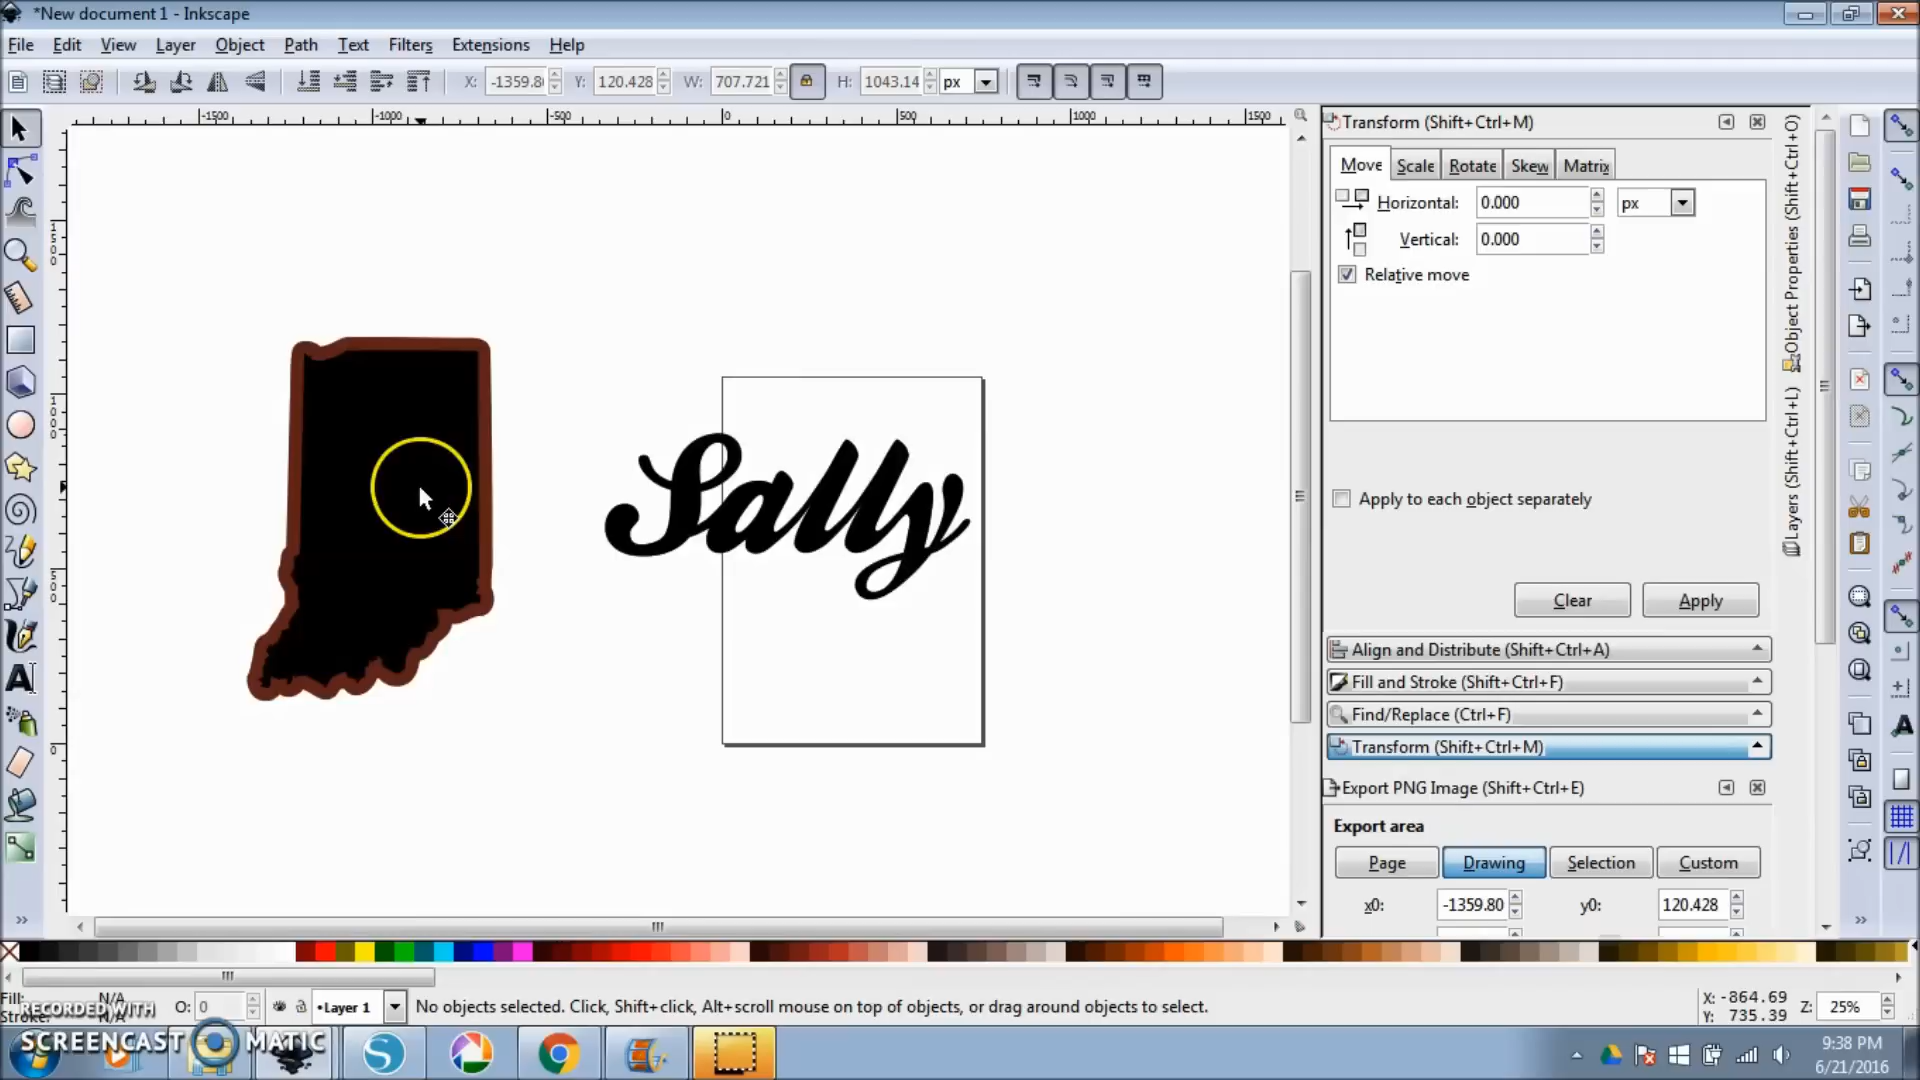 *New document 1 - Inkscape
File Edit View Layer Object Path Text Filters Extensions Help
X: -1359.8 Y: 120.428 W: 707.721 H: 1043.14 px
-1500 -1000 -500 0 500 1000 1500
1500
1000
500
0
Sally
Transform (Shift+Ctrl+M)
Move Scale Rotate Skew Matrix
Horizontal: 0.000 px
Vertical: 0.000
Relative move
Apply to each object separately
Clear Apply
Align and Distribute (Shift+Ctrl+A)
Fill and Stroke (Shift+Ctrl+F)
Find/Replace (Ctrl+F)
Transform (Shift+Ctrl+M)
Export PNG Image (Shift+Ctrl+E)
Export area
Page Drawing Selection Custom
x0: -1359.80 y0: 120.428
Object Properties (Shift+Ctrl+O)
Layers (Shift+Ctrl+L)
Fill: N/A
Stroke: N/A
O: 0 •Layer 1 No objects selected. Click, Shift+click, Alt+scroll mouse on top of objects, or drag around objects to select.
X: -864.69
Y: 735.39
Z: 25%
RECORDED WITH
SCREENCAST MATIC
9:38 PM
6/21/2016